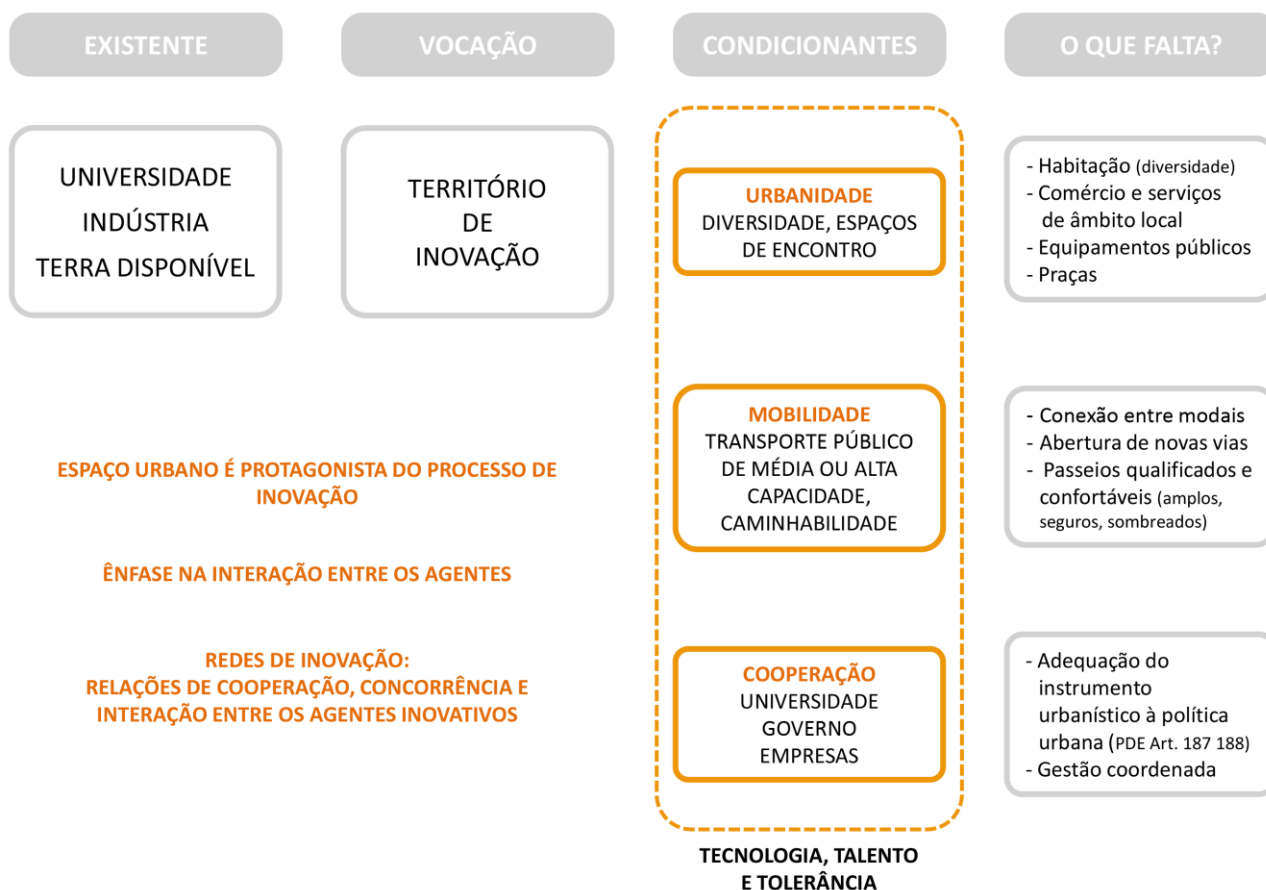 EXISTENTE
VOCAÇÃO
CONDICIONANTES
O QUE FALTA?
UNIVERSIDADE
INDÚSTRIA
TERRA DISPONÍVEL
TERRITÓRIO
DE
INOVAÇÃO
URBANIDADE
DIVERSIDADE, ESPAÇOS
DE ENCONTRO
- Habitação (diversidade)
- Comércio e serviços
de âmbito local
- Equipamentos públicos
- Praças
ESPAÇO URBANO É PROTAGONISTA DO PROCESSO DE
INOVAÇÃO
ÊNFASE NA INTERAÇÃO ENTRE OS AGENTES
REDES DE INOVAÇÃO:
RELAÇÕES DE COOPERAÇÃO, CONCORRÊNCIA E
INTERAÇÃO ENTRE OS AGENTES INOVATIVOS
MOBILIDADE
TRANSPORTE PÚBLICO
DE MÉDIA OU ALTA
CAPACIDADE,
CAMINHABILIDADE
- Conexão entre modais
- Abertura de novas vias
- Passeios qualificados e
confortáveis (amplos,
seguros, sombreados)
COOPERAÇÃO
UNIVERSIDADE
GOVERNO
EMPRESAS
- Adequação do
instrumento
urbanístico à política
urbana (PDE Art. 187 188)
- Gestão coordenada
TECNOLOGIA, TALENTO
E TOLERÂNCIA